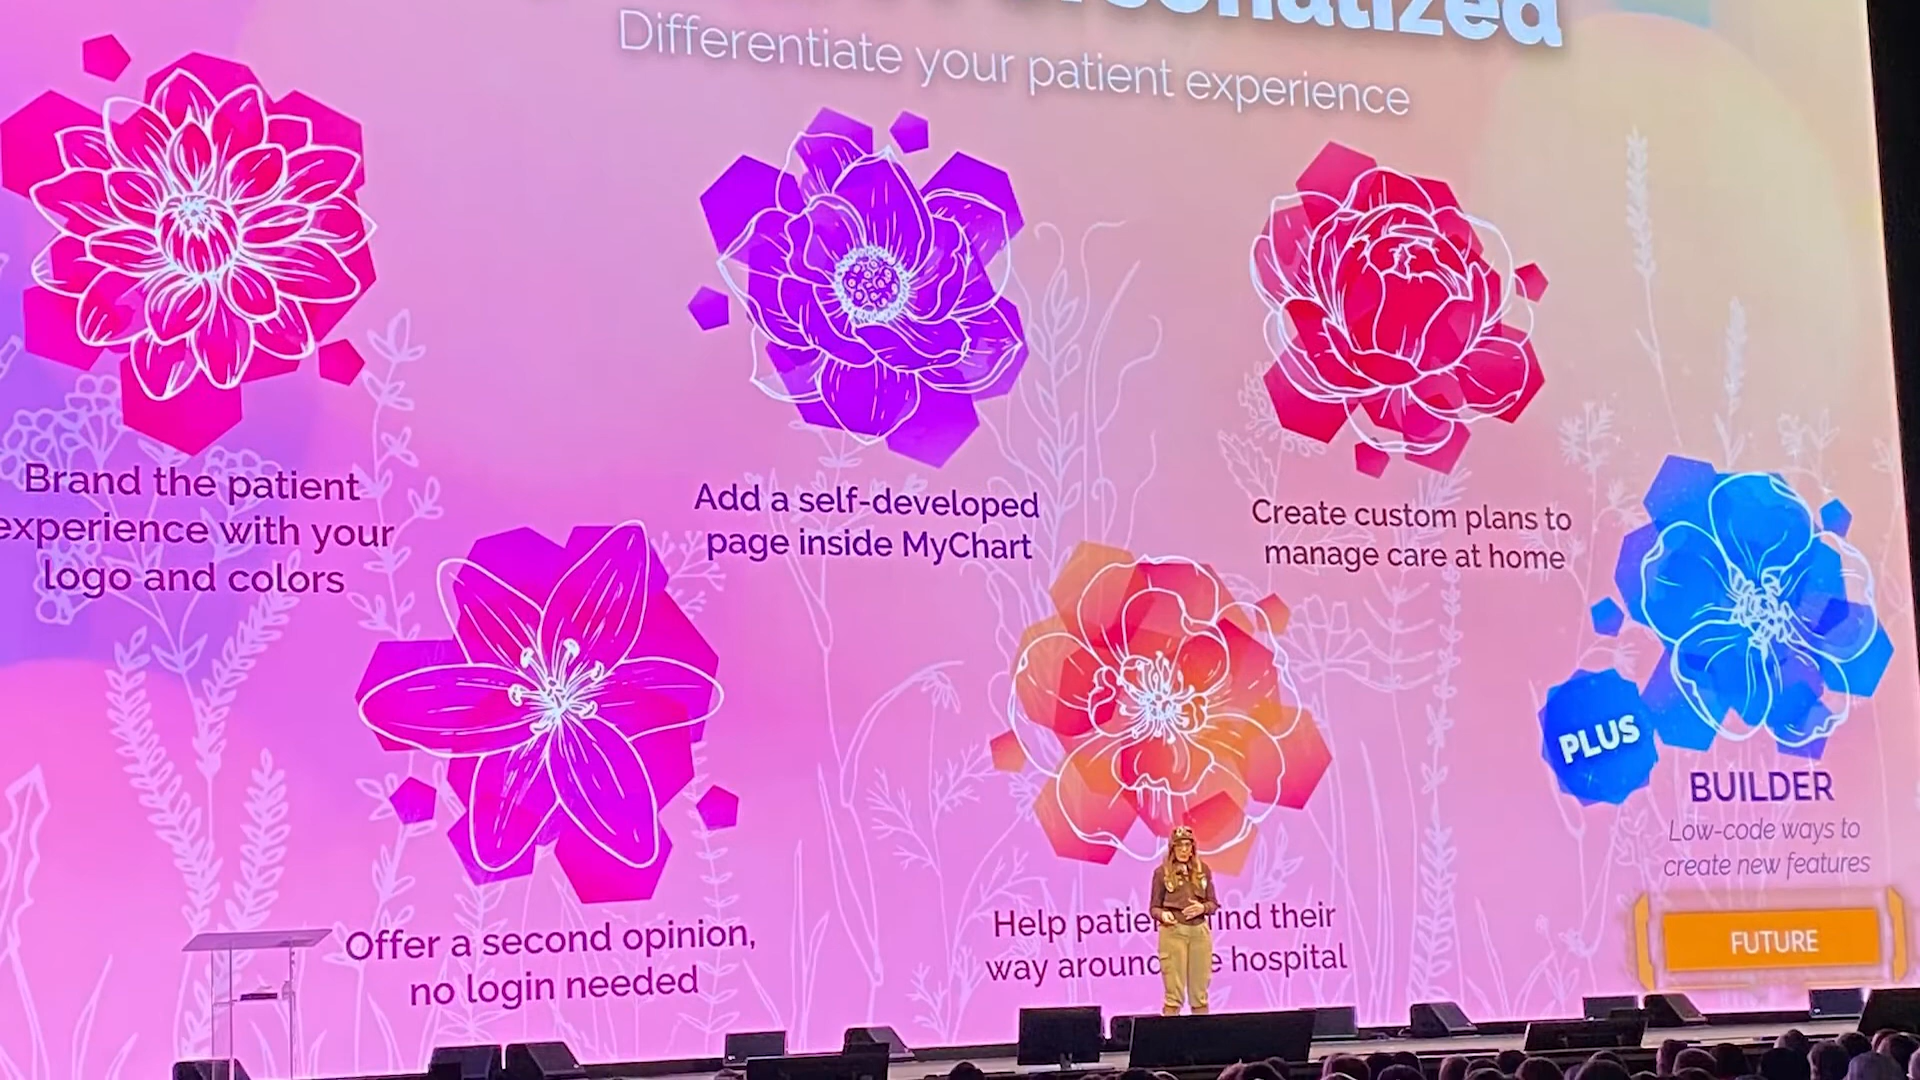 Differentiate your patient experience
Brand the patient
experience with your
logo and colors
Add a self-developed
page inside MyChart
Create custom plans to
manage care at home
Offer a second opinion,
no login needed
Help find their
way around hospital
PLUS
BUILDER
Low-code ways to
create new features
FUTURE